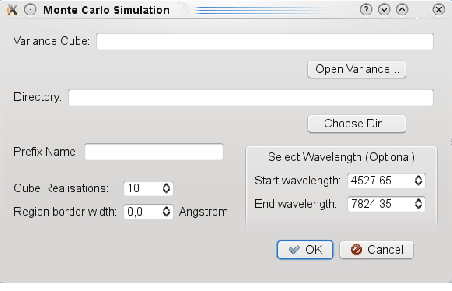 Monte Carlo Simulation
Variance Cube:
Open Variance ...
Directory:
Choose Dir...
Prefix Name
Select Wavelength (Optional)
Cube Realisations: 10
Start wavelength: 4527.65
Region border width: 0,0 Angstrom
End wavelength: 7824.35
OK Cancel